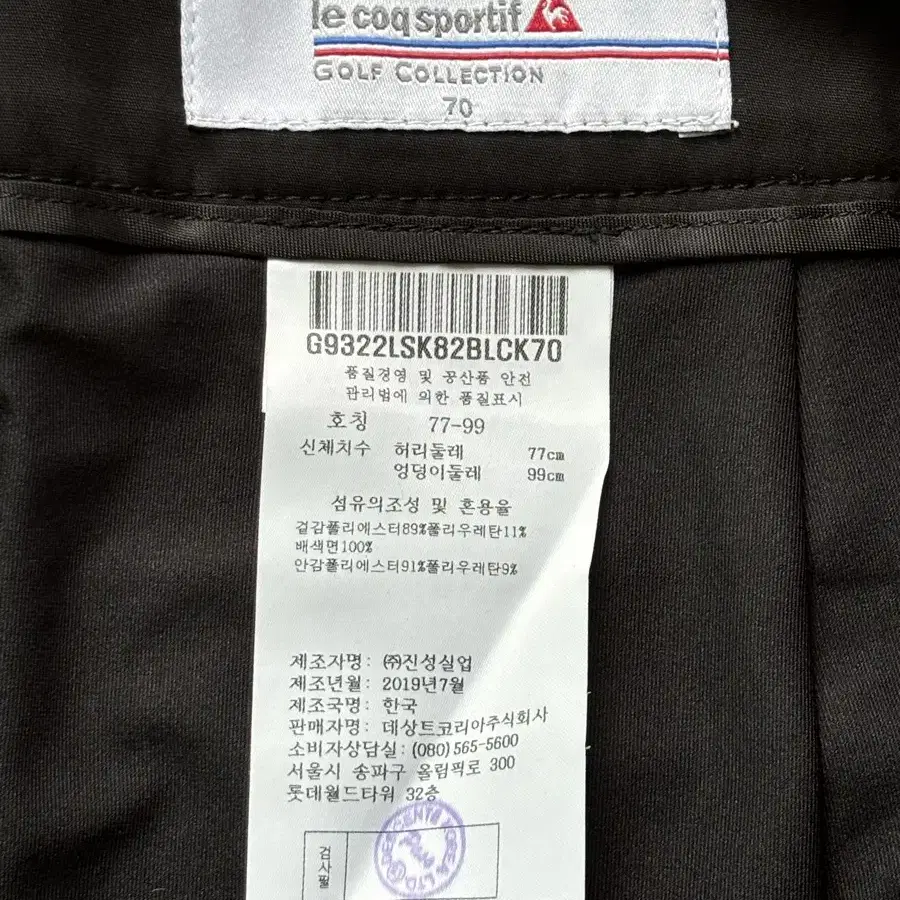 le coq sportif
GOLF COLLECTION
70
G9322LSK82BLCK70
품질경영 및 공산품 안전
관리법에 의한 품질표시
호칭 77-99
신체치수 허리둘레 77cm
엉덩이둘레 99cm
섬유의조성 및 혼용율
겉감폴리에스터89%폴리우레탄11%
배색면100%
안감폴리에스터91%폴리우레탄9%
제조자명: ㈜진성실업
제조년월: 2019년7월
제조국명: 한국
판매자명: 데상트코리아주식회사
소비자상담실: (080)565-5600
서울시 송파구 올림픽로 300
롯데월드타워 32층
검사필
DESCENTE KOREA LTD.